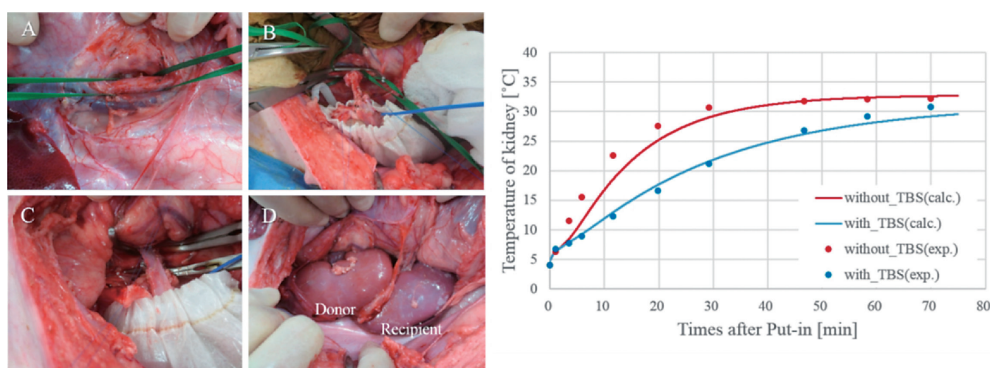 A
B
C
D
Donor
Recipient
Temperature of kidney [°C]
40
35
30
25
20
15
10
5
0
without_TBS(calc.)
with_TBS(calc.)
without_TBS(exp.)
with_TBS(exp.)
0 10 20 30 40 50 60 70 80
Times after Put-in [min]